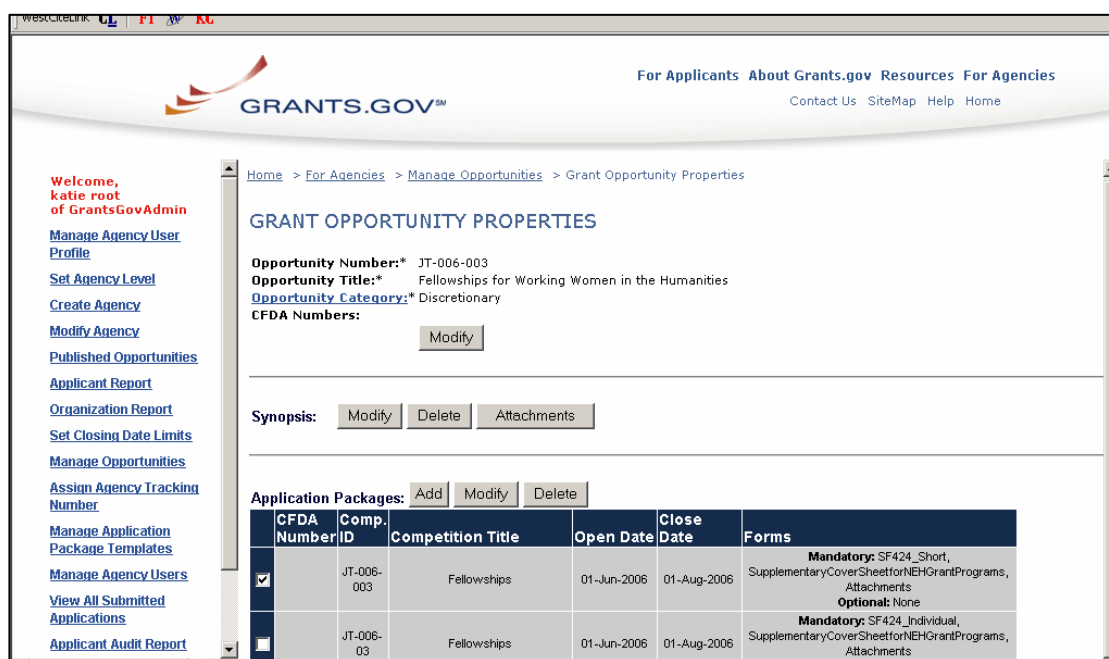 WestCiteLink CL FT W KC
GRANTS.GOV℠
For Applicants About Grants.gov Resources For Agencies
Contact Us SiteMap Help Home
Welcome,
katie root
of GrantsGovAdmin
Manage Agency User
Profile
Set Agency Level
Create Agency
Modify Agency
Published Opportunities
Applicant Report
Organization Report
Set Closing Date Limits
Manage Opportunities
Assign Agency Tracking
Number
Manage Application
Package Templates
Manage Agency Users
View All Submitted
Applications
Applicant Audit Report
Home > For Agencies > Manage Opportunities > Grant Opportunity Properties
GRANT OPPORTUNITY PROPERTIES
Opportunity Number:* JT-006-003
Opportunity Title:* Fellowships for Working Women in the Humanities
Opportunity Category:* Discretionary
CFDA Numbers:
Modify
Synopsis: Modify Delete Attachments
Application Packages: Add Modify Delete
CFDA Number Comp. ID Competition Title Open Date Close Date Forms
JT-006-003 Fellowships 01-Jun-2006 01-Aug-2006 Mandatory: SF424_Short,
SupplementaryCoverSheetforNEHGrantPrograms,
Attachments
Optional: None
JT-006-03 Fellowships 01-Jun-2006 01-Aug-2006 Mandatory: SF424_Individual,
SupplementaryCoverSheetforNEHGrantPrograms,
Attachments